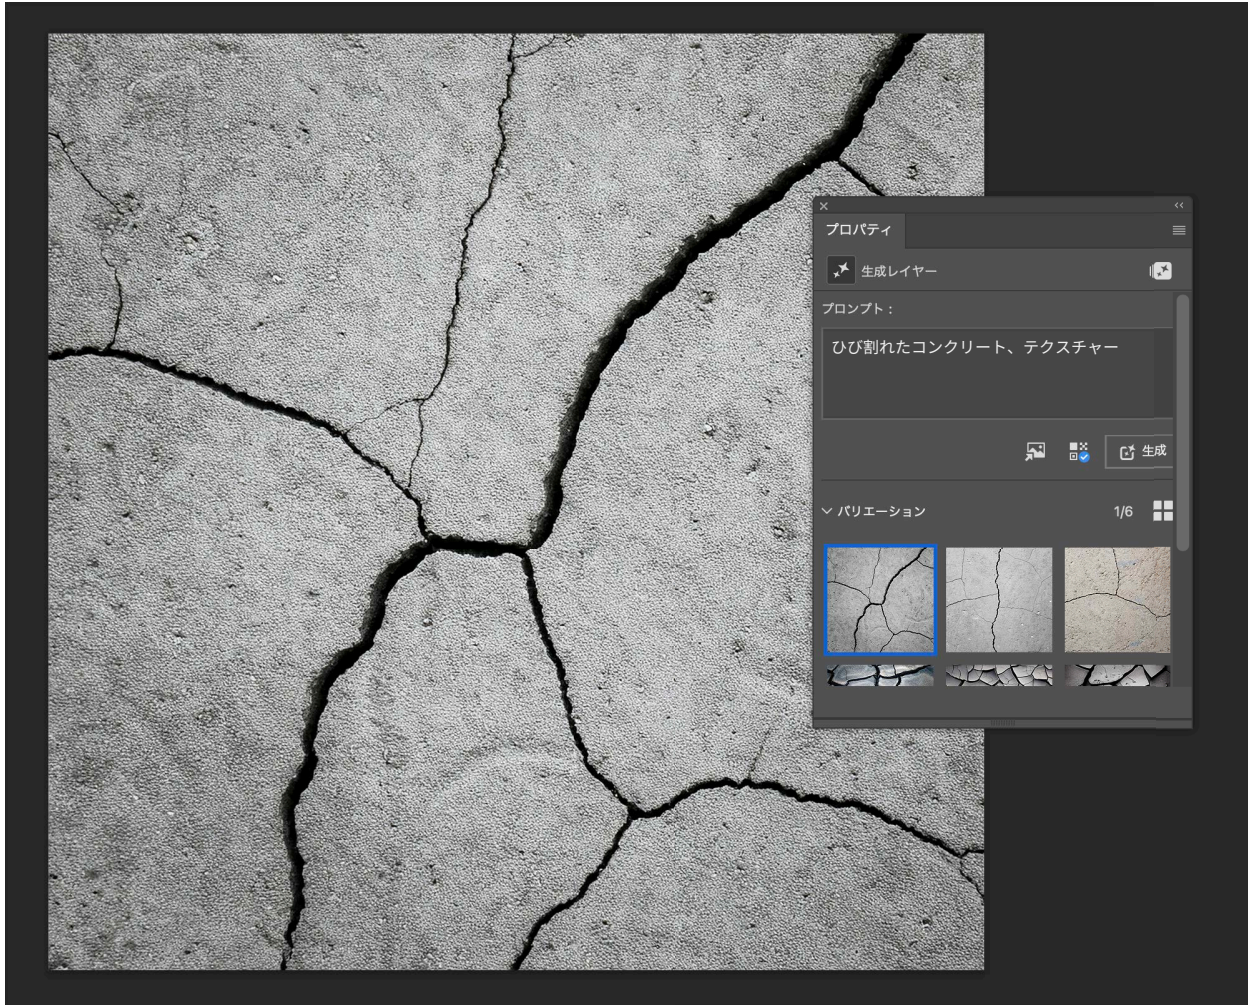 プロパティ
生成レイヤー
プロンプト：
ひび割れたコンクリート、テクスチャー
生成
バリエーション 1/6